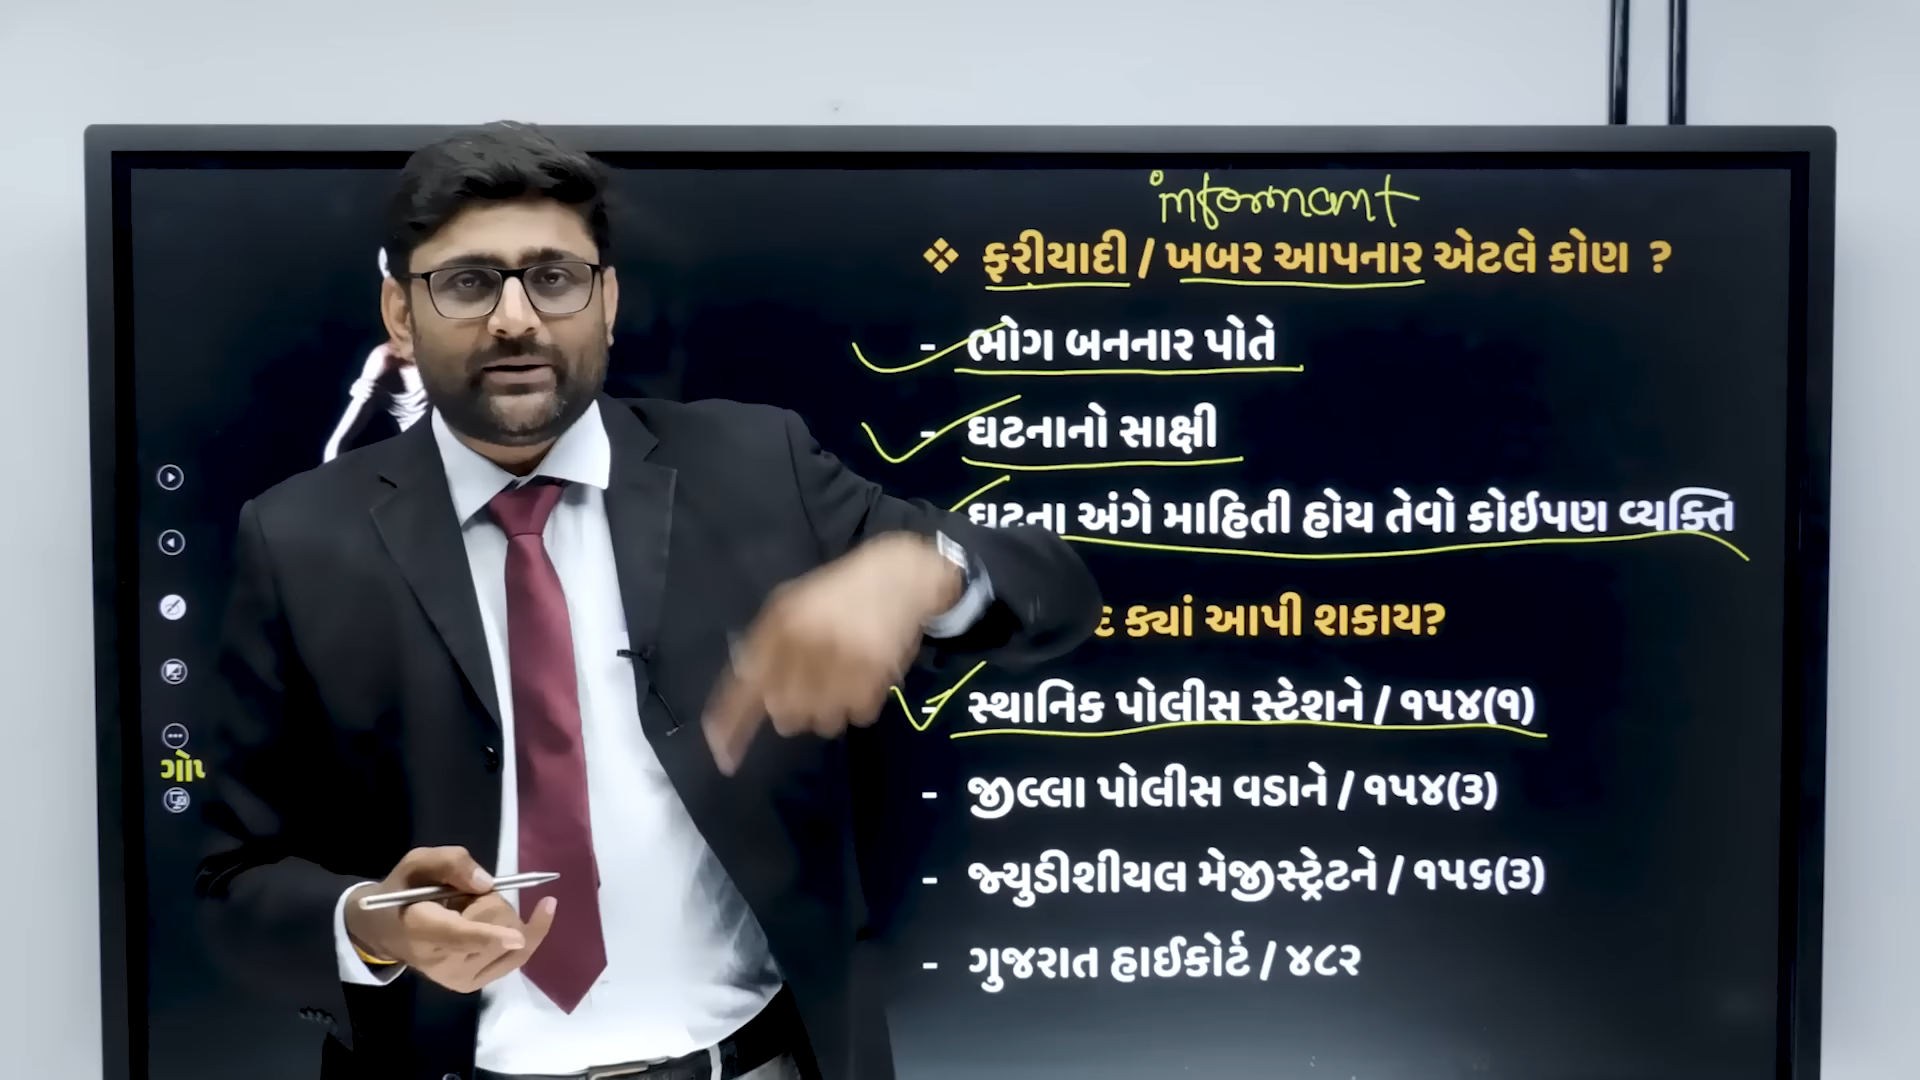 informant
❖ ફરીયાદી / ખબર આપનાર એટલે કોણ ?
- ભોગ બનનાર પોતે
- ઘટનાનો સાક્ષી
ઘટના અંગે માહિતી હોય તેવો કોઇપણ વ્યક્તિ
ક્યાં આપી શકાય?
- સ્થાનિક પોલીસ સ્ટેશને / ૧૫૪(૧)
- જીલ્લા પોલીસ વડાને / ૧૫૪(૩)
- જ્યુડીશીયલ મેજીસ્ટ્રેટને / ૧૫૬(૩)
- ગુજરાત હાઈકોર્ટ / ૪૮૨